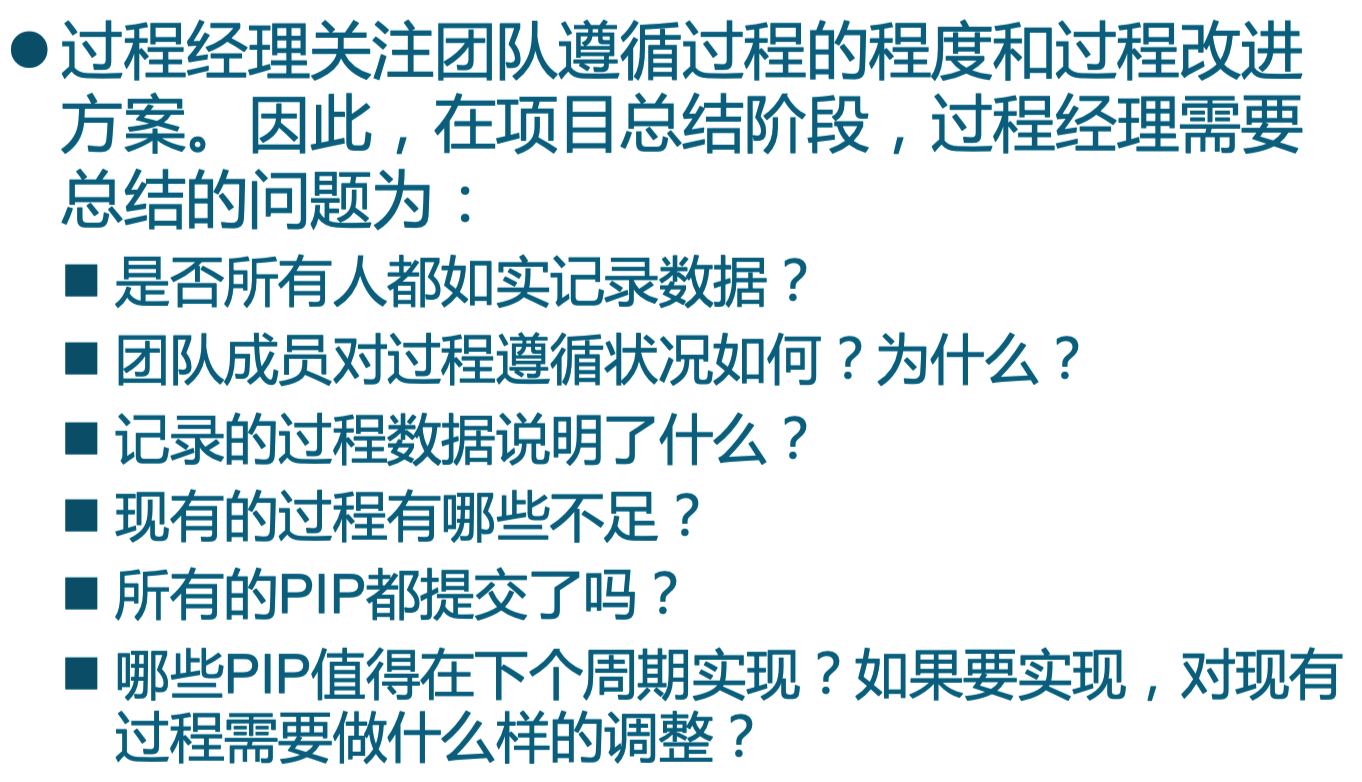 ●过程经理关注团队遵循过程的程度和过程改进
方案。因此，在项目总结阶段，过程经理需要
总结的问题为：
■ 是否所有人都如实记录数据？
■ 团队成员对过程遵循状况如何？为什么？
■ 记录的过程数据说明了什么？
■ 现有的过程有哪些不足？
■ 所有的PIP都提交了吗？
■ 哪些PIP值得在下个周期实现？如果要实现，对现有
过程需要做什么样的调整？